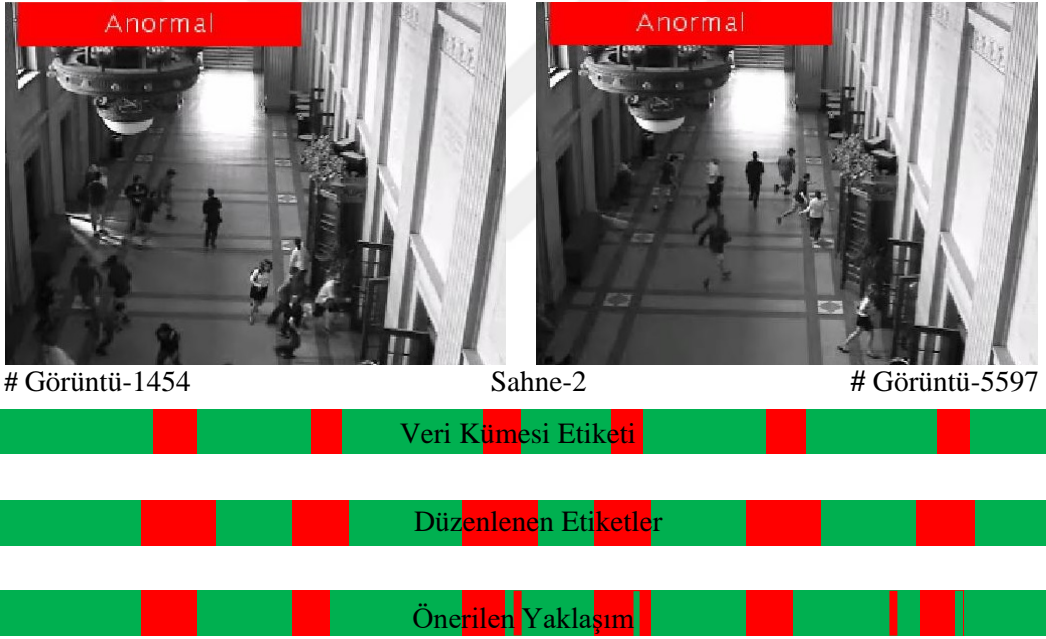 Anormal Anormal
# Görüntü-1454 Sahne-2 # Görüntü-5597
Veri Kümesi Etiketi
Düzenlenen Etiketler
Önerilen Yaklaşım